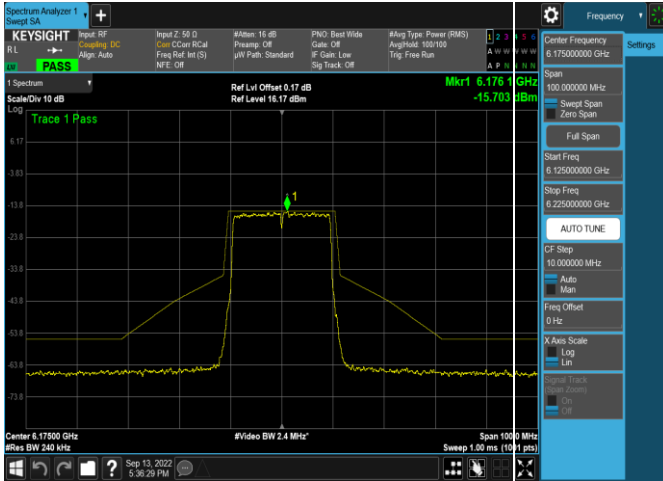 Spectrum Analyzer 1
Swept SA
+
Frequency
KEYSIGHT
RL
PASS
Input: RF
Coupling: DC
Align: Auto
Input Z: 50 Ω
Corr CCorr RCal
Freq Ref: Int (S)
NFE: Off
#Atten: 16 dB
Preamp: Off
µW Path: Standard
PNO: Best Wide
Gate: Off
IF Gain: Low
Sig Track: Off
#Avg Type: Power (RMS)
Avg|Hold: 100/100
Trig: Free Run
1 2 3 4 5 6
A W W W W W
A P N N N N
1 Spectrum
Scale/Div 10 dB
Log
Ref Lvl Offset 0.17 dB
Ref Level 16.17 dBm
Mkr1 6.176 1 GHz
-15.703 dBm
Trace 1 Pass
1
6.17
-3.83
-13.8
-23.8
-33.8
-43.8
-53.8
-63.8
-73.8
Center 6.17500 GHz
#Res BW 240 kHz
#Video BW 2.4 MHz*
Span 100.0 MHz
Sweep 1.00 ms (1001 pts)
?
Sep 13, 2022
5:36:29 PM
Settings
Center Frequency
6.175000000 GHz
Span
100.000000 MHz
Swept Span
Zero Span
Full Span
Start Freq
6.125000000 GHz
Stop Freq
6.225000000 GHz
AUTO TUNE
CF Step
10.000000 MHz
Auto
Man
Freq Offset
0 Hz
X Axis Scale
Log
Lin
Signal Track
(Span Zoom)
On
Off